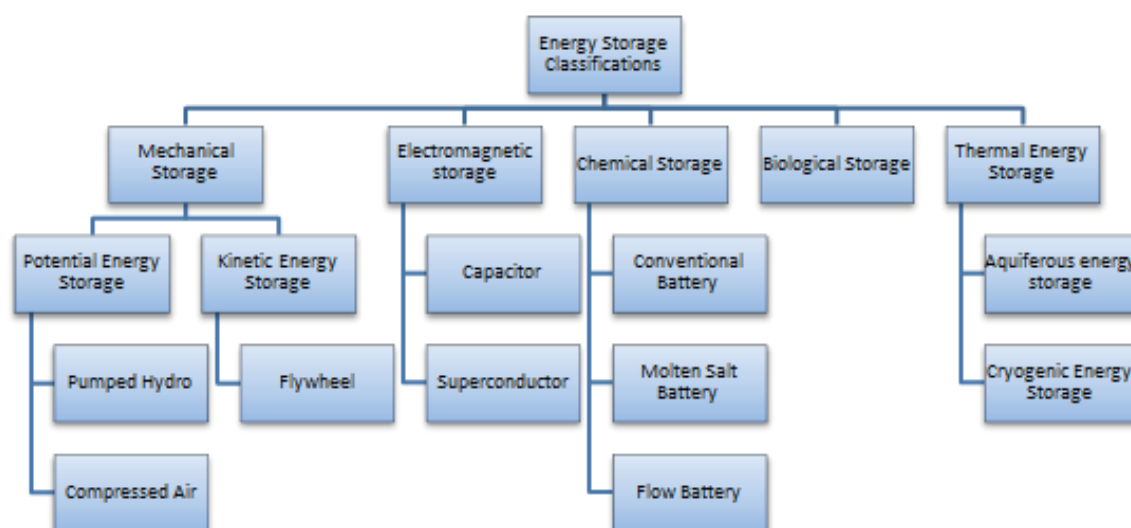 Energy Storage
Classifications
Mechanical
Storage
Electromagnetic
storage
Chemical Storage
Biological Storage
Thermal Energy
Storage
Potential Energy
Storage
Kinetic Energy
Storage
Capacitor
Conventional
Battery
Aquiferous energy
storage
Pumped Hydro
Flywheel
Superconductor
Molten Salt
Battery
Cryogenic Energy
Storage
Compressed Air
Flow Battery